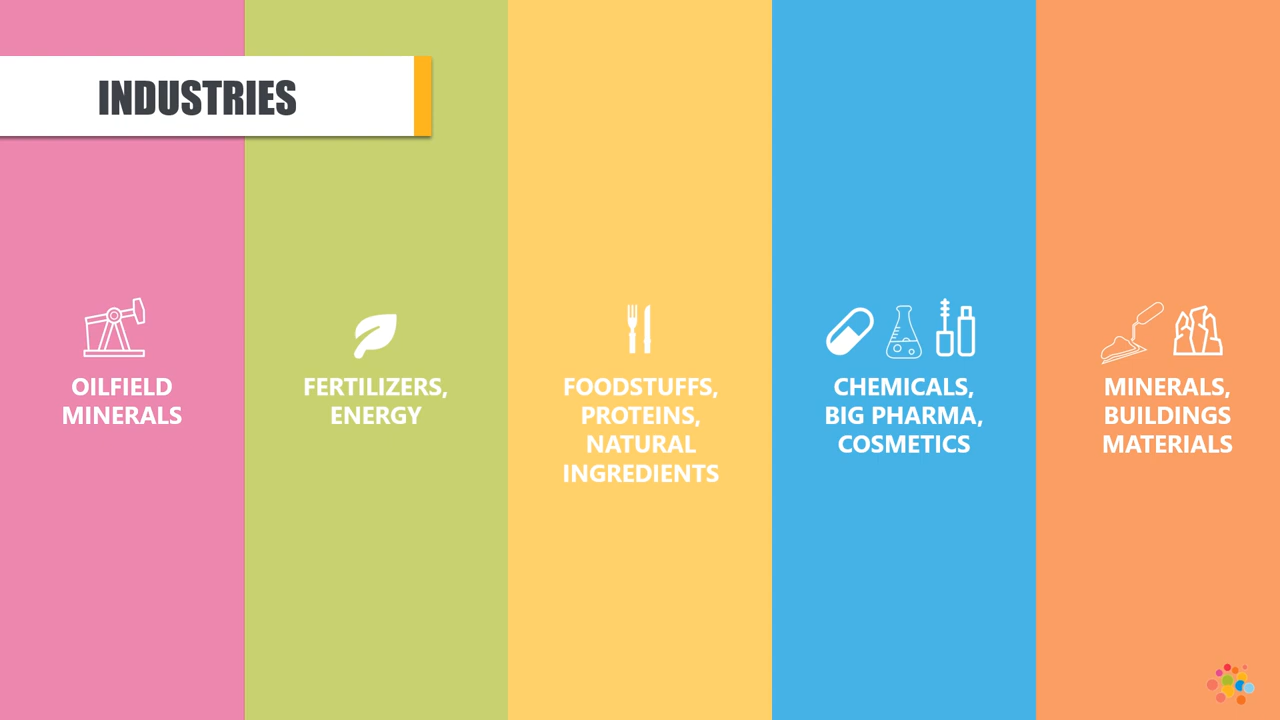 INDUSTRIES
OILFIELD
MINERALS
FERTILIZERS,
ENERGY
FOODSTUFFS,
PROTEINS,
NATURAL
INGREDIENTS
CHEMICALS,
BIG PHARMA,
COSMETICS
MINERALS,
BUILDINGS
MATERIALS